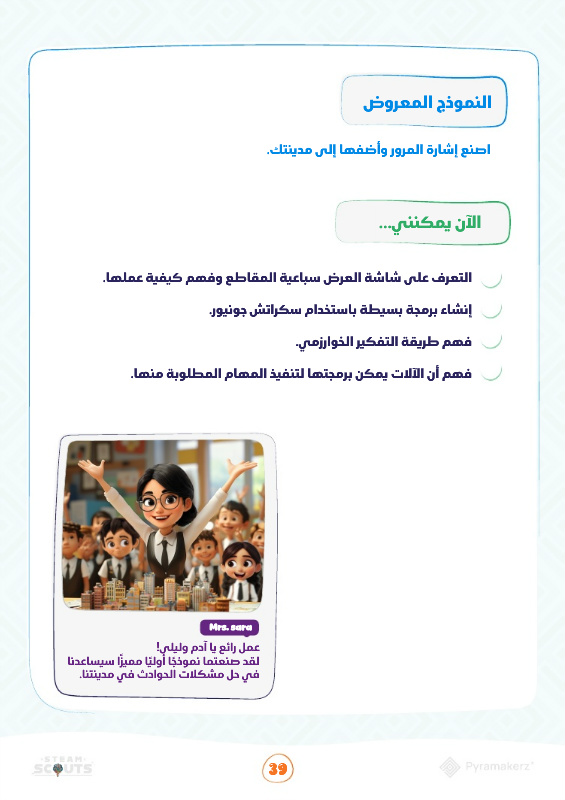 النموذج المعروض
اصنع إشارة المرور وأضفها إلى مدينتك.
الآن يمكنني...
التعرف على شاشة العرض سباعية المقاطع وفهم كيفية عملها.
إنشاء برمجة بسيطة باستخدام سكراتش جونيور.
فهم طريقة التفكير الخوارزمي.
فهم أن الآلات يمكن برمجتها لتنفيذ المهام المطلوبة منها.
Mrs. sara
عمل رائع يا آدم وليلي!
لقد صنعتما نموذجًا أوليًا مميزًا سيساعدنا
في حل مشكلات الحوادث في مدينتنا.
STEAM
SCOUTS
39
Pyramakerz